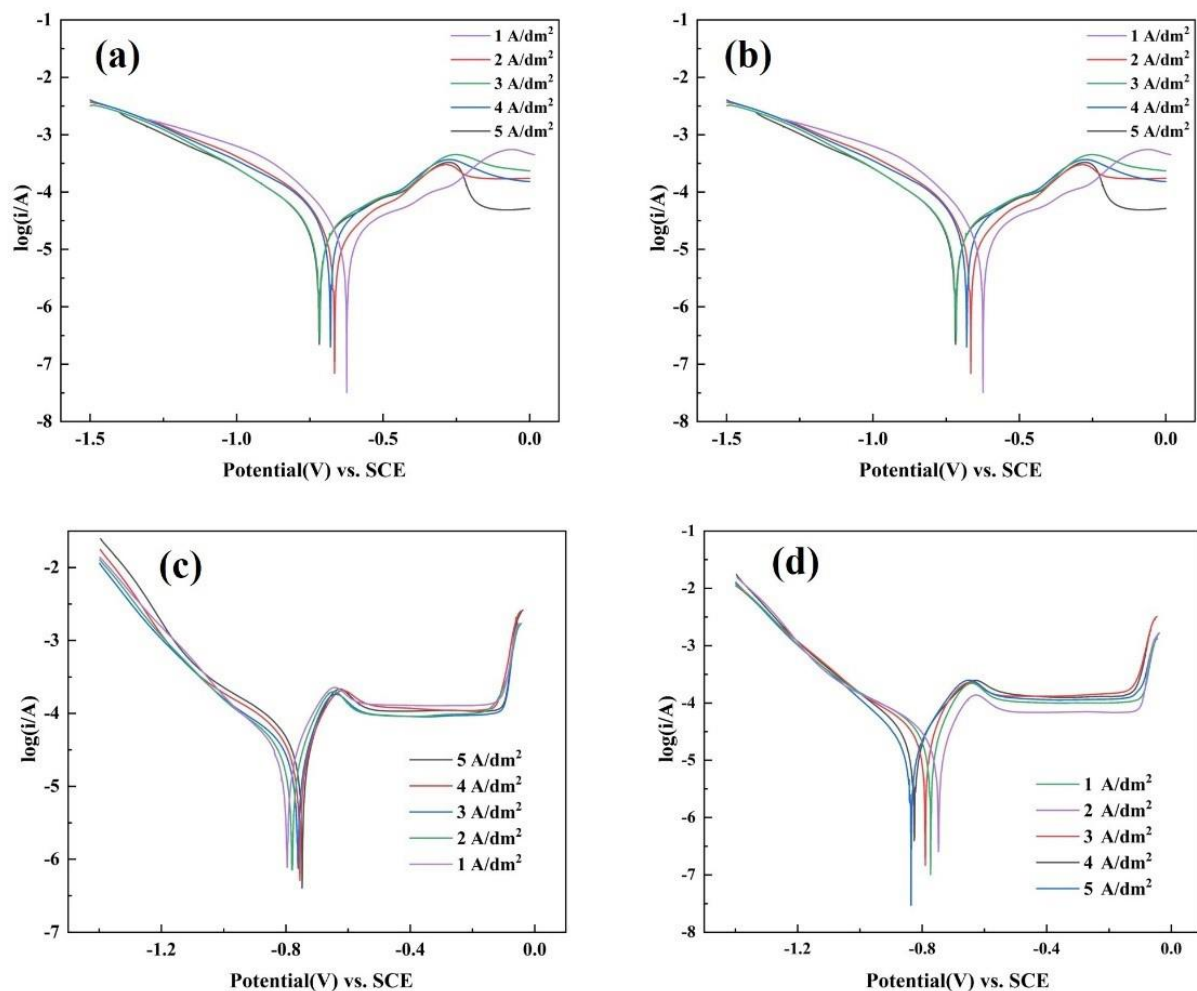 (a)
1 A/dm²
2 A/dm²
3 A/dm²
4 A/dm²
5 A/dm²
log(i/A)
-1
-2
-3
-4
-5
-6
-7
-8
-1.5
-1.0
-0.5
0.0
Potential(V) vs. SCE
(b)
1 A/dm²
2 A/dm²
3 A/dm²
4 A/dm²
5 A/dm²
log(i/A)
-1
-2
-3
-4
-5
-6
-7
-8
-1.5
-1.0
-0.5
0.0
Potential(V) vs. SCE
(c)
log(i/A)
-2
-3
-4
-5
-6
-7
5 A/dm²
4 A/dm²
3 A/dm²
2 A/dm²
1 A/dm²
-1.2
-0.8
-0.4
0.0
Potential(V) vs. SCE
(d)
log(i/A)
-1
-2
-3
-4
-5
-6
-7
-8
1 A/dm²
2 A/dm²
3 A/dm²
4 A/dm²
5 A/dm²
-1.2
-0.8
-0.4
0.0
Potential(V) vs. SCE